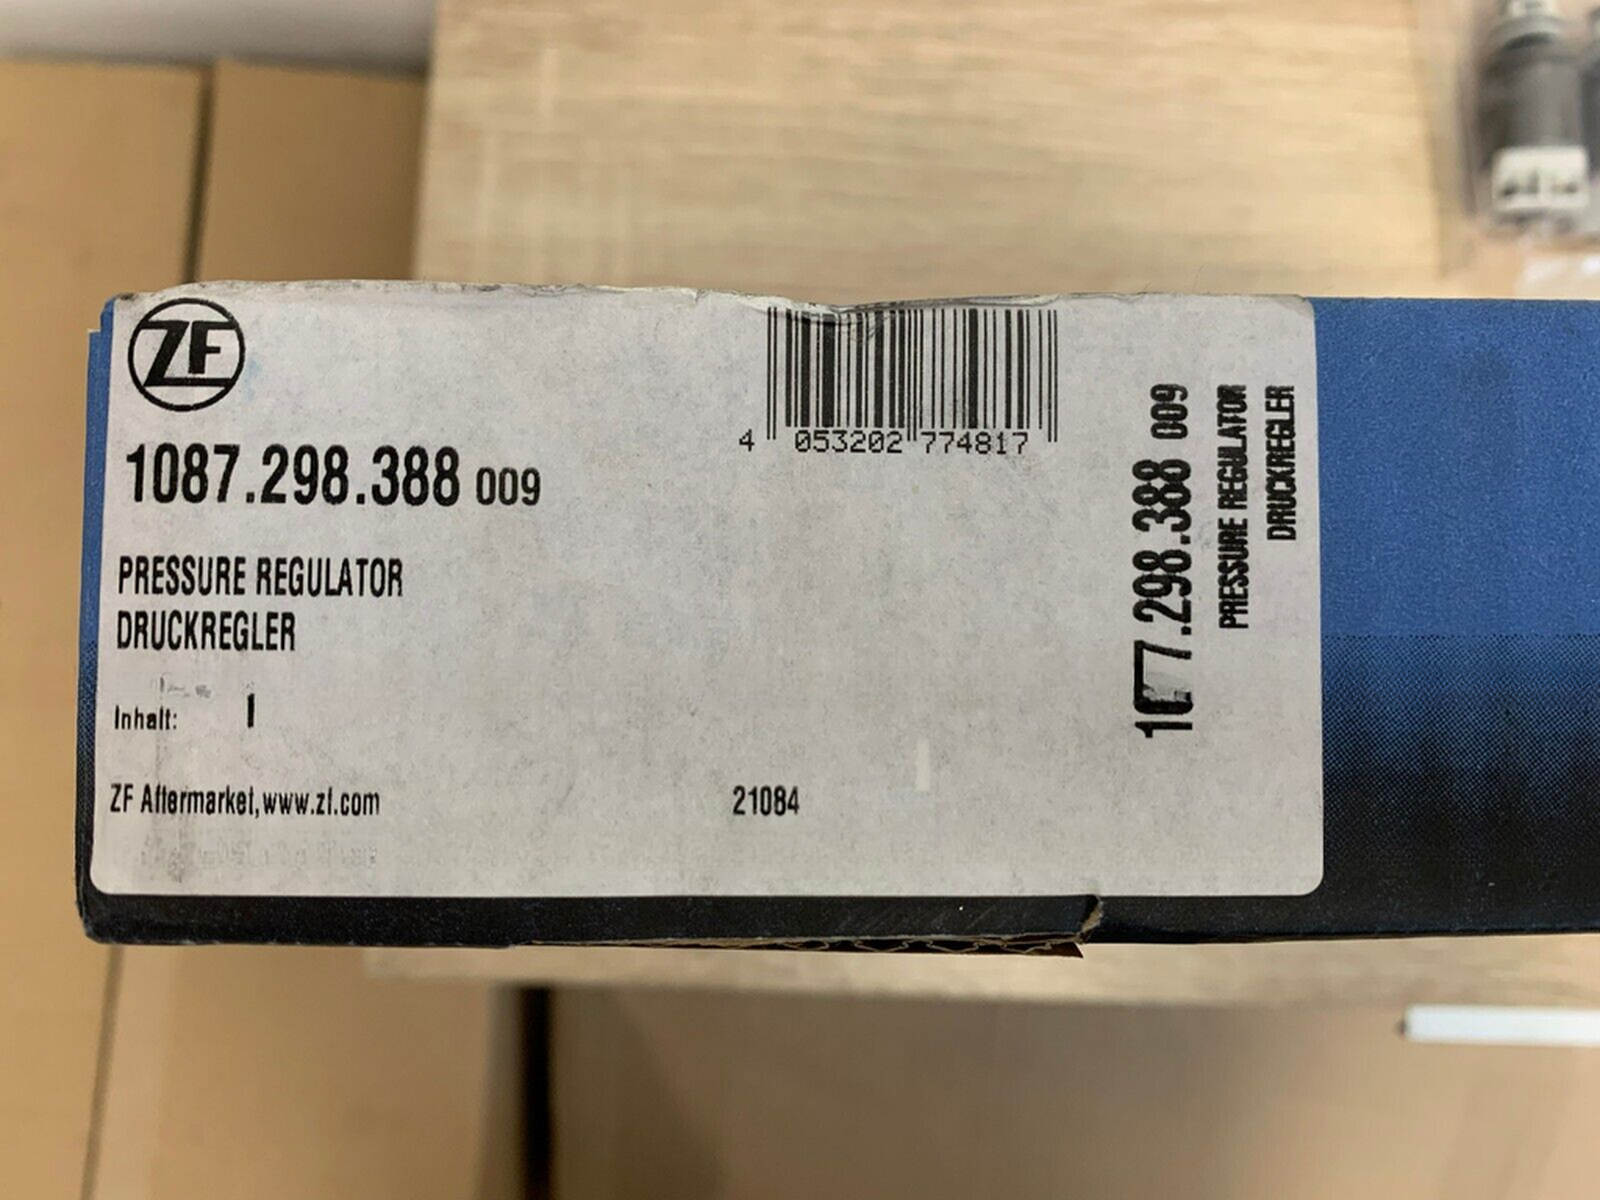 ZF
4 053202 774817
1087.298.388 009
PRESSURE REGULATOR
DRUCKREGLER
Inhalt: 1
ZF Aftermarket, www.zf.com
21084
7.298.388 009
PRESSURE REGULATOR
DRUCKREGLER